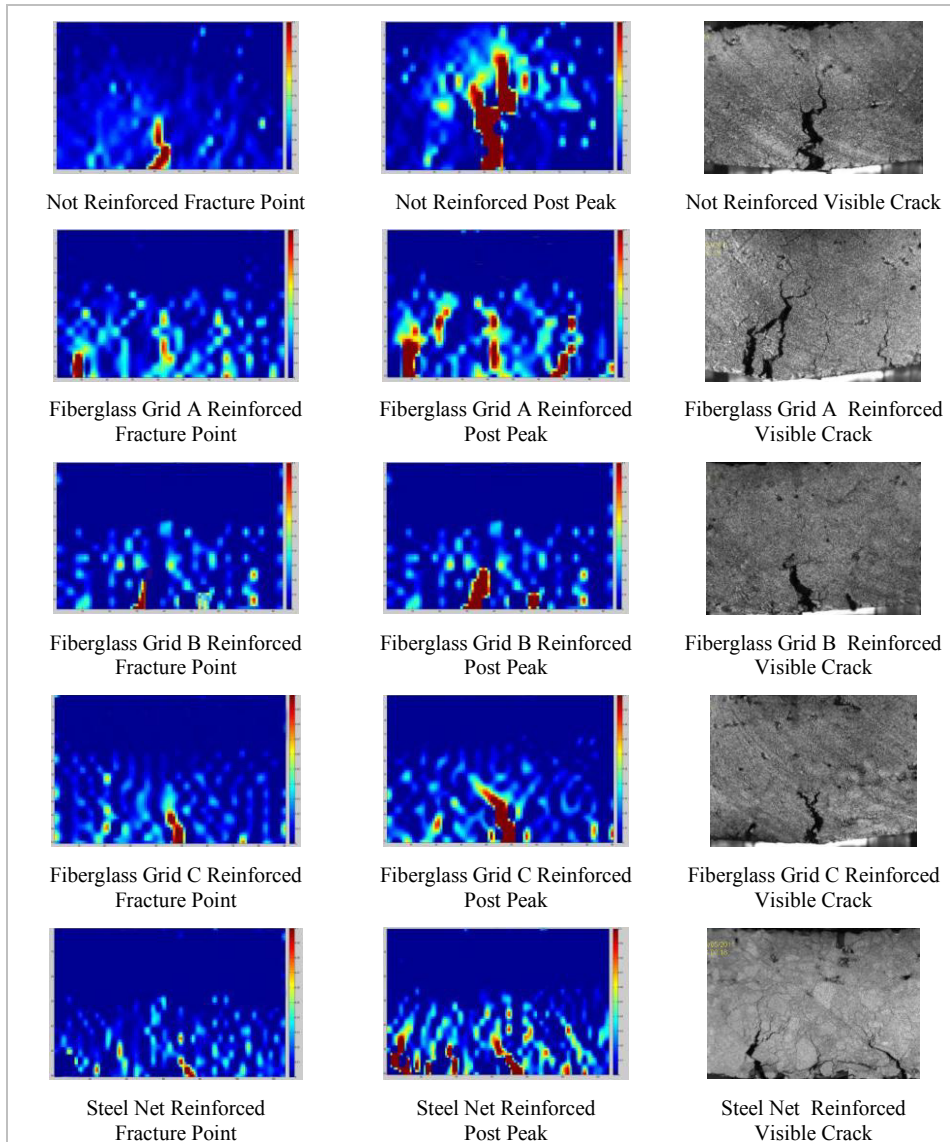 Not Reinforced Fracture Point
Not Reinforced Post Peak
Not Reinforced Visible Crack
Fiberglass Grid A Reinforced
Fracture Point
Fiberglass Grid A Reinforced
Post Peak
Fiberglass Grid A  Reinforced
Visible Crack
Fiberglass Grid B Reinforced
Fracture Point
Fiberglass Grid B Reinforced
Post Peak
Fiberglass Grid B  Reinforced
Visible Crack
Fiberglass Grid C Reinforced
Fracture Point
Fiberglass Grid C Reinforced
Post Peak
Fiberglass Grid C Reinforced
Visible Crack
Steel Net Reinforced
Fracture Point
Steel Net Reinforced
Post Peak
Steel Net  Reinforced
Visible Crack